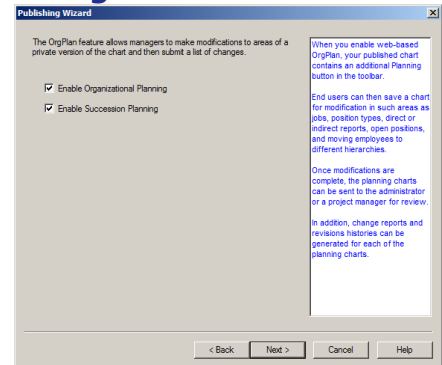 Publishing Wizard
The OrgPlan feature allows managers to make modifications to areas of a
private version of the chart and then submit a list of changes.
Enable Organizational Planning
Enable Succession Planning
When you enable web-based
OrgPlan, your published chart
contains an additional Planning
button in the toolbar.
End users can then save a chart
for modification in such areas as
jobs, position types, direct or
indirect reports, open positions,
and moving employees to
different hierarchies.
Once modifications are
complete, the planning charts
can be sent to the administrator
or a project manager for review.
In addition, change reports and
revisions histories can be
generated for each of the
planning charts.
< Back
Next >
Cancel
Help